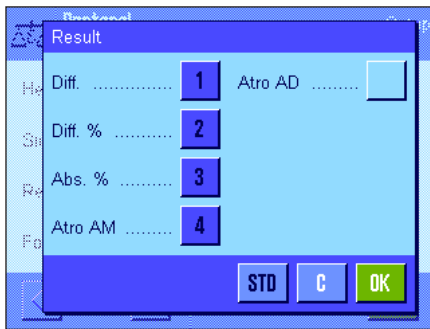 Result
Diff. ............... 1 Atro AD .........
Diff. % ........... 2
Abs. % .......... 3
Atro AM ......... 4
STD C OK